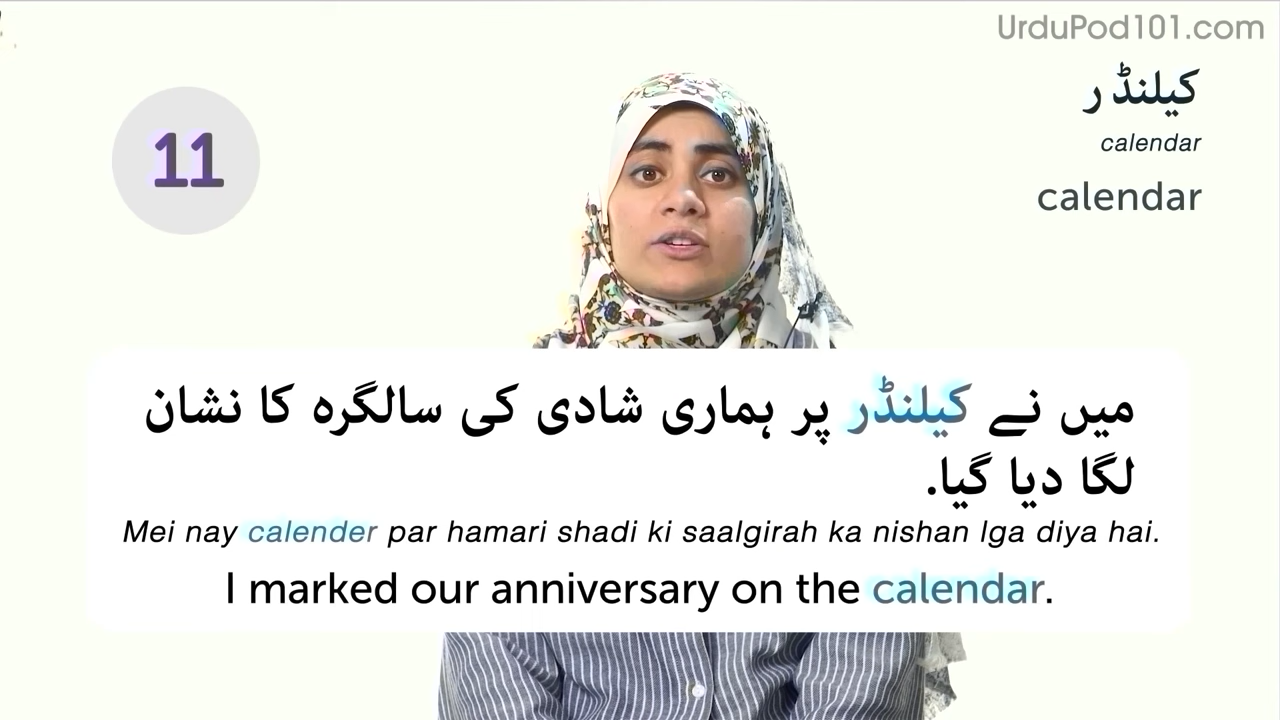 UrduPod101.com
11
کیلنڈر
calendar
calendar
میں نے کیلنڈر پر ہماری شادی کی سالگرہ کا نشان
لگا دیا گیا.
Mei nay calender par hamari shadi ki saalgirah ka nishan lga diya hai.
I marked our anniversary on the calendar.